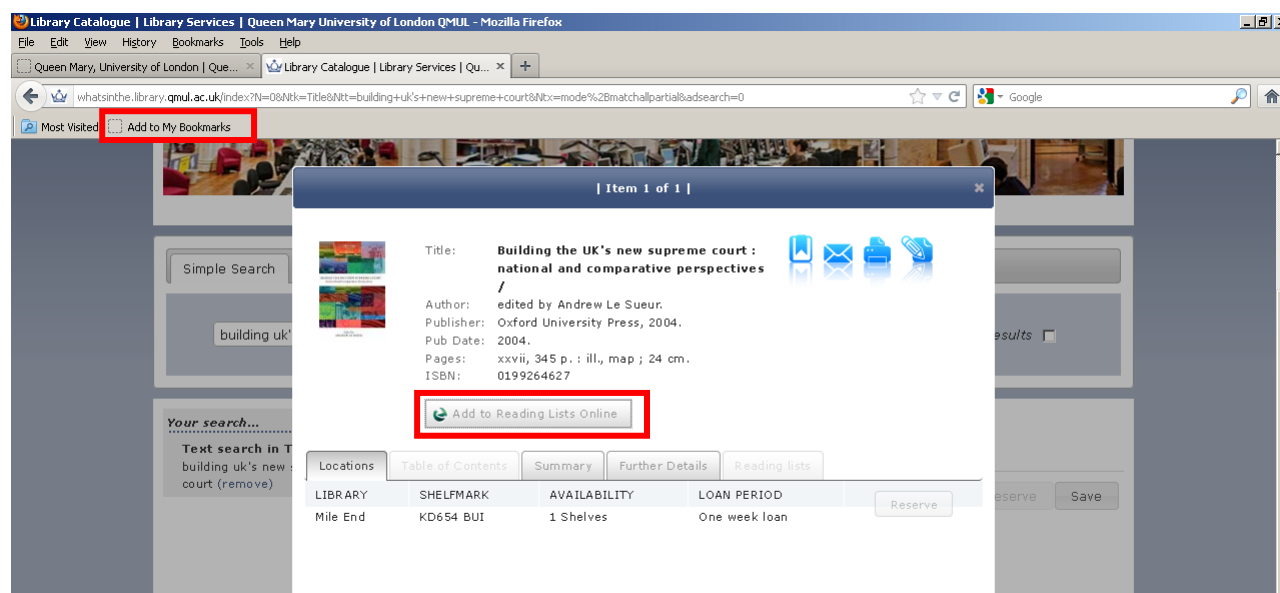 Library Catalogue | Library Services | Queen Mary University of London QMUL - Mozilla Firefox
File Edit View History Bookmarks Tools Help
Queen Mary, University of London | Que... × Library Catalogue | Library Services | Qu... × +
whatsinthe.library.qmul.ac.uk/index?N=0&Ntk=Title&Ntt=building+uk's+new+supreme+court&Ntx=mode%2Bmatchallpartial&adsearch=0 Google
Most Visited Add to My Bookmarks
| Item 1 of 1 | ×
Title: Building the UK's new supreme court :
national and comparative perspectives
/
Author: edited by Andrew Le Sueur.
Publisher: Oxford University Press, 2004.
Pub Date: 2004.
Pages: xxvii, 345 p. : ill., map ; 24 cm.
ISBN: 0199264627
Add to Reading Lists Online
Simple Search
building uk'
esults
Your search...
Text search in T
building uk's new
court (remove)
Locations Table of Contents Summary Further Details Reading lists
LIBRARY SHELFMARK AVAILABILITY LOAN PERIOD Reserve
Mile End KD654 BUI 1 Shelves One week loan
eserve Save